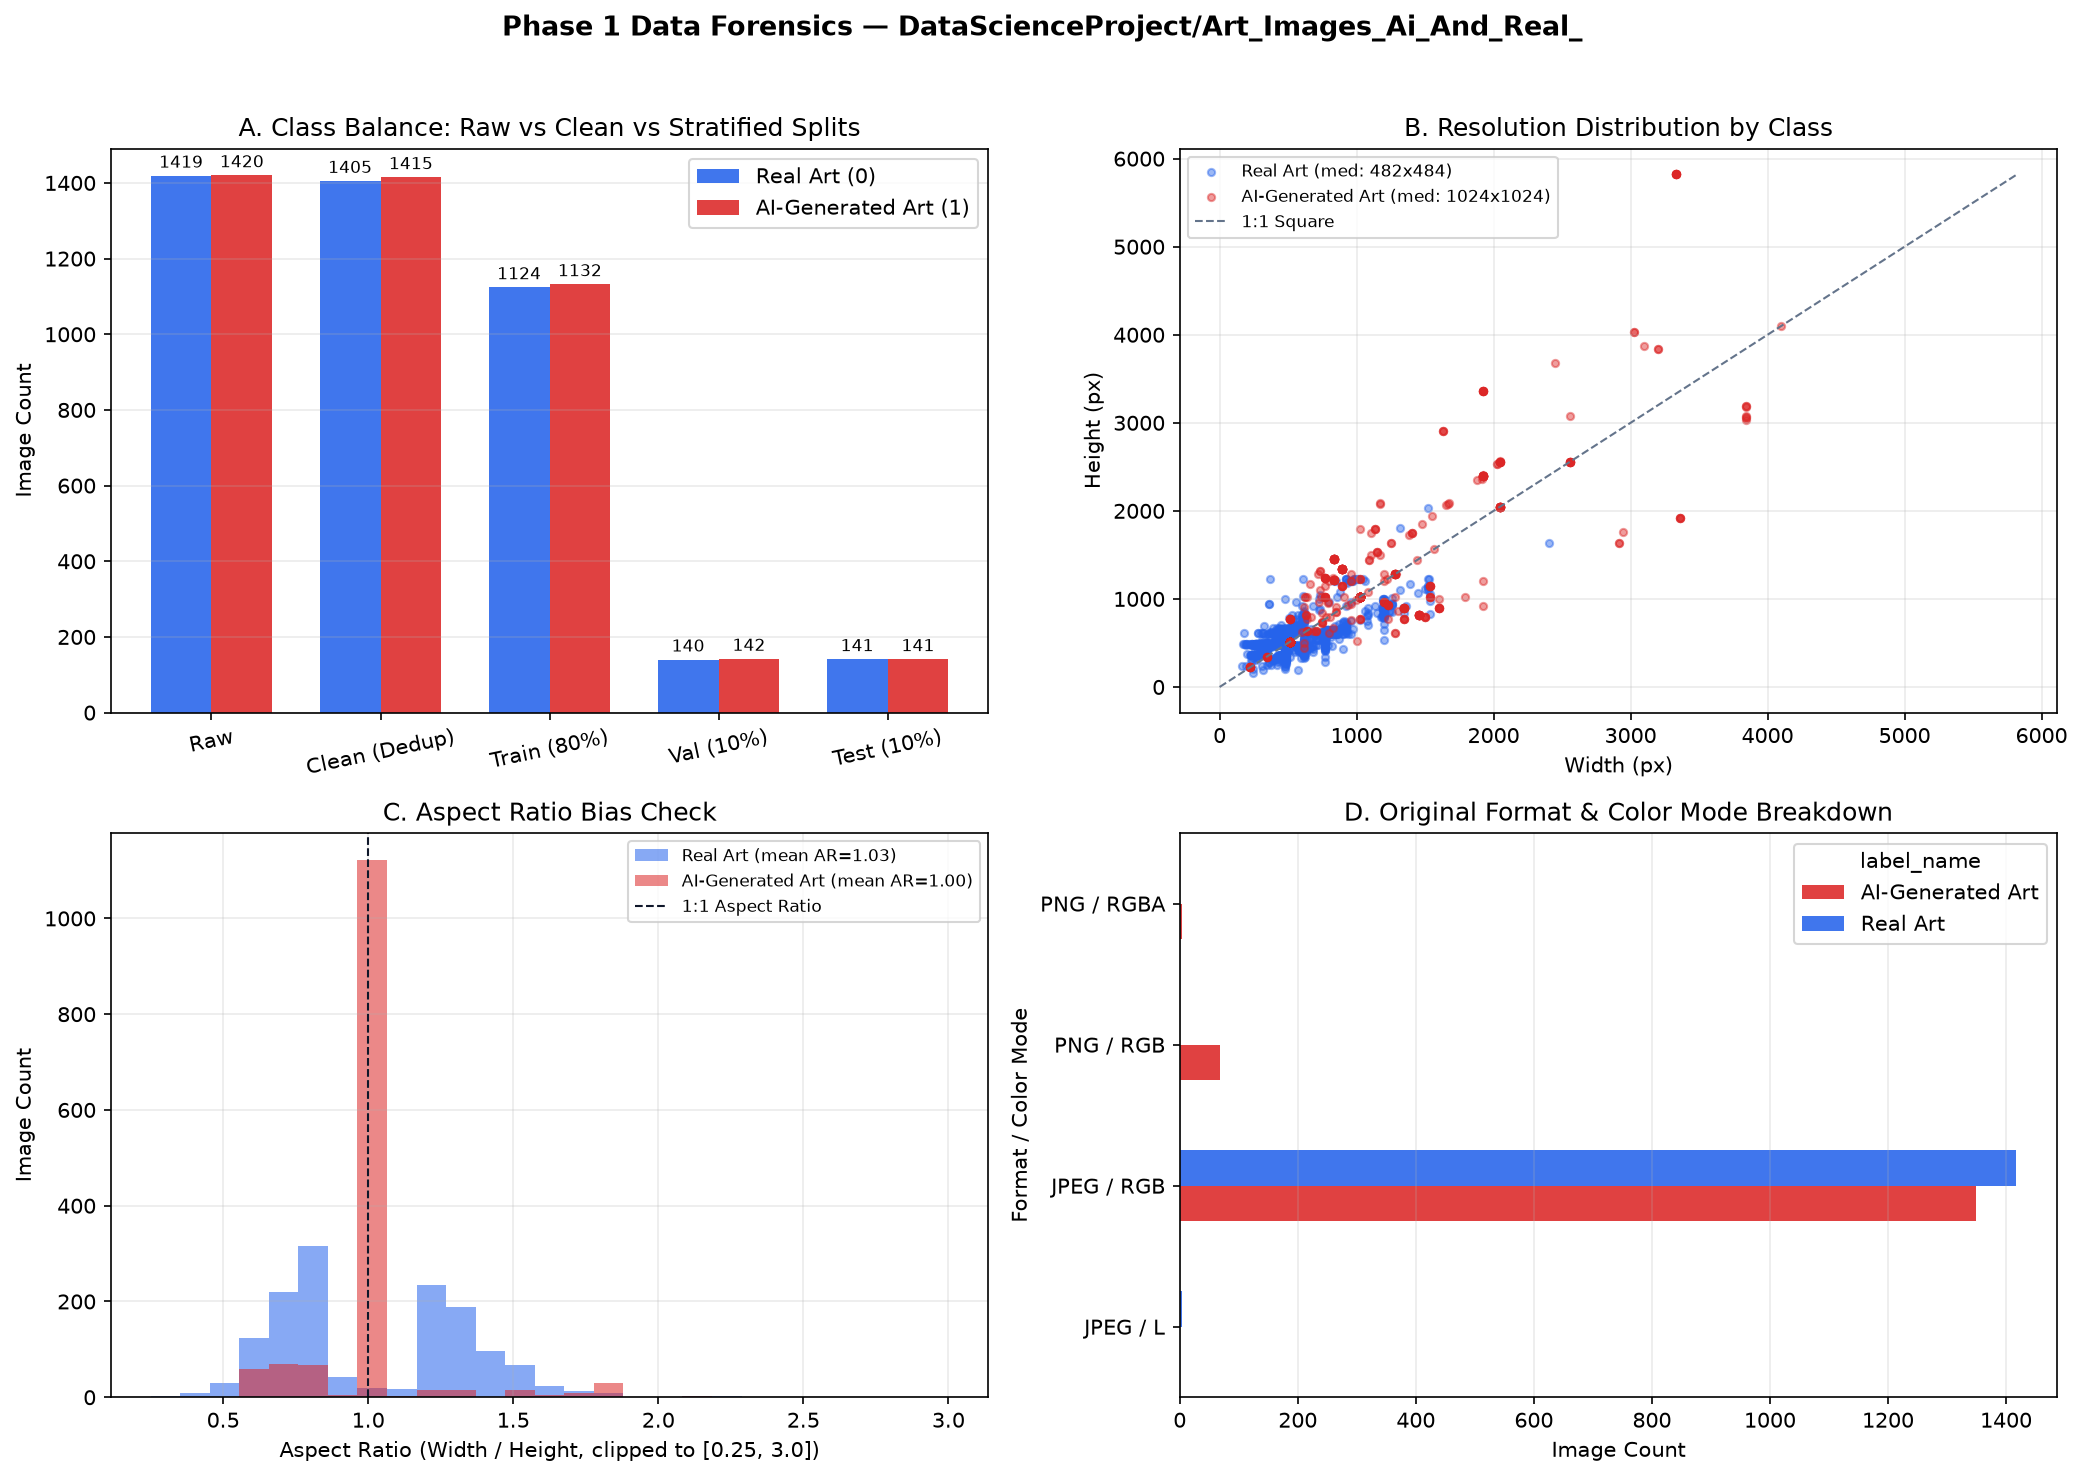 Phase 1 Data Forensics — DataScienceProject/Art_Images_Ai_And_Real_
A. Class Balance: Raw vs Clean vs Stratified Splits
Image Count
0
200
400
600
800
1000
1200
1400
1419
1420
1405
1415
1124
1132
140
142
141
141
Real Art (0)
AI-Generated Art (1)
Raw
Clean (Dedup)
Train (80%)
Val (10%)
Test (10%)
B. Resolution Distribution by Class
Real Art (med: 482x484)
AI-Generated Art (med: 1024x1024)
1:1 Square
Height (px)
6000
5000
4000
3000
2000
1000
0
0
1000
2000
3000
4000
5000
6000
Width (px)
C. Aspect Ratio Bias Check
Real Art (mean AR=1.03)
AI-Generated Art (mean AR=1.00)
1:1 Aspect Ratio
Image Count
1000
800
600
400
200
0
0.5
1.0
1.5
2.0
2.5
3.0
Aspect Ratio (Width / Height, clipped to [0.25, 3.0])
D. Original Format & Color Mode Breakdown
label_name
AI-Generated Art
Real Art
Format / Color Mode
PNG / RGBA
PNG / RGB
JPEG / RGB
JPEG / L
0
200
400
600
800
1000
1200
1400
Image Count